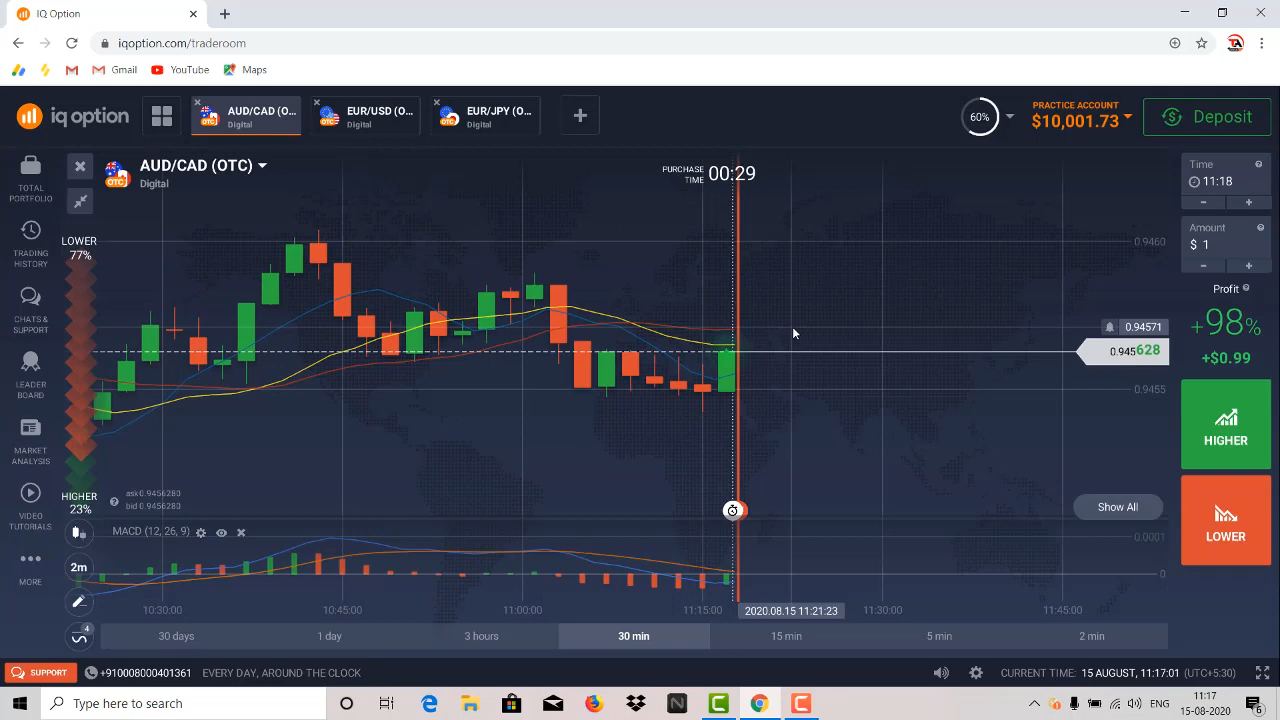 IQ Option
iqoption.com/traderoom
Gmail
YouTube
Maps
iq option
AUD/CAD (O...
Digital
EUR/USD (O...
Digital
EUR/JPY (O...
Digital
60%
PRACTICE ACCOUNT
$10,001.73
Deposit
TOTAL
PORTFOLIO
TRADING
HISTORY
CHATS &
SUPPORT
LEADER
BOARD
MARKET
ANALYSIS
VIDEO
TUTORIALS
MORE
AUD/CAD (OTC)
Digital
OTC
LOWER
77%
HIGHER
23%
ask 0.9456280
bid 0.9456280
PURCHASE
TIME
00:29
0.9460
0.94571
0.945628
0.9455
Show All
MACD (12, 26, 9)
0.0001
0
2m
4
10:30:00
10:45:00
11:00:00
11:15:00
2020.08.15 11:21:23
11:30:00
11:45:00
30 days
1 day
3 hours
30 min
15 min
5 min
2 min
Time
11:18
Amount
$ 1
Profit
+98%
+$0.99
HIGHER
LOWER
SUPPORT
+910008000401361
EVERY DAY, AROUND THE CLOCK
CURRENT TIME: 15 AUGUST, 11:17:01 (UTC+5:30)
Type here to search
ENG
11:17
15-08-2020
6